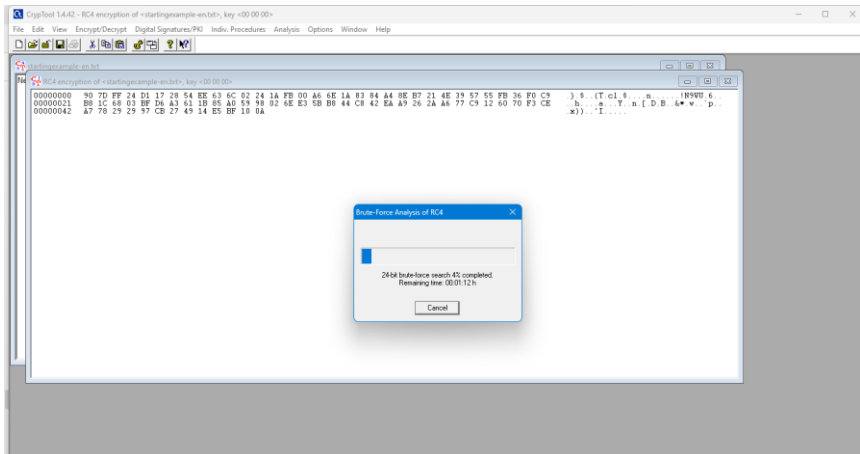 CrypTool 1.4.42 - RC4 encryption of <startingexample-en.txt>, key <00 00 00>
File Edit View Encrypt/Decrypt Digital Signatures/PKI Indiv. Procedures Analysis Options Window Help
startingexample-en.txt
RC4 encryption of <startingexample-en.txt>, key <00 00 00>
00000000 90 7D FF 24 D1 17 28 54 EE 63 6C 02 24 1A FB 00 A6 6E 1A 83 84 A4 8E B7 21 4E 39 57 55 FB 36 F0 C9 .}.$..(T.cl.$....n......!N9WU.6..
00000021 B8 1C 68 03 BF D6 A3 61 1B 85 A0 59 98 02 6E E3 5B B8 44 C8 42 EA A9 26 2A A6 77 C9 12 60 70 F3 CE ..h....a...Y..n.[.D.B..&*.w..`p..
00000042 A7 78 29 29 97 CB 27 49 14 E5 BF 18 0A .x))..'I.....
Brute-Force Analysis of RC4
24-bit brute-force search 4% completed.
Remaining time: 00:01:12 h
Cancel